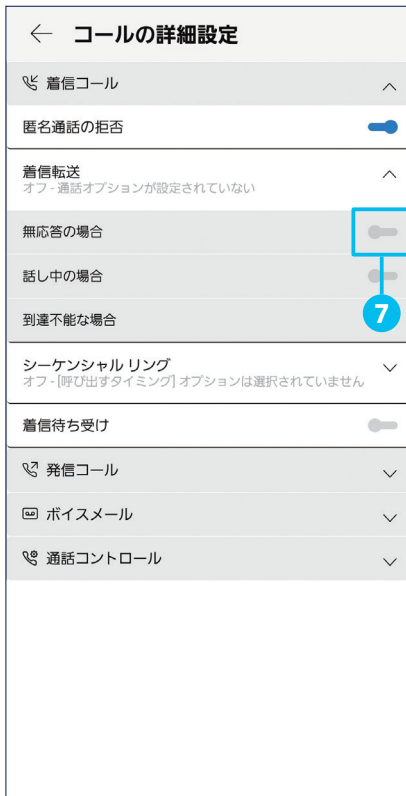 コールの詳細設定
着信コール
匿名通話の拒否
着信転送
オフ - 通話オプションが設定されていない
無応答の場合
話し中の場合
7
到達不能な場合
シーケンシャル リング
オフ - [呼び出すタイミング] オプションは選択されていません
着信待ち受け
発信コール
ボイスメール
通話コントロール